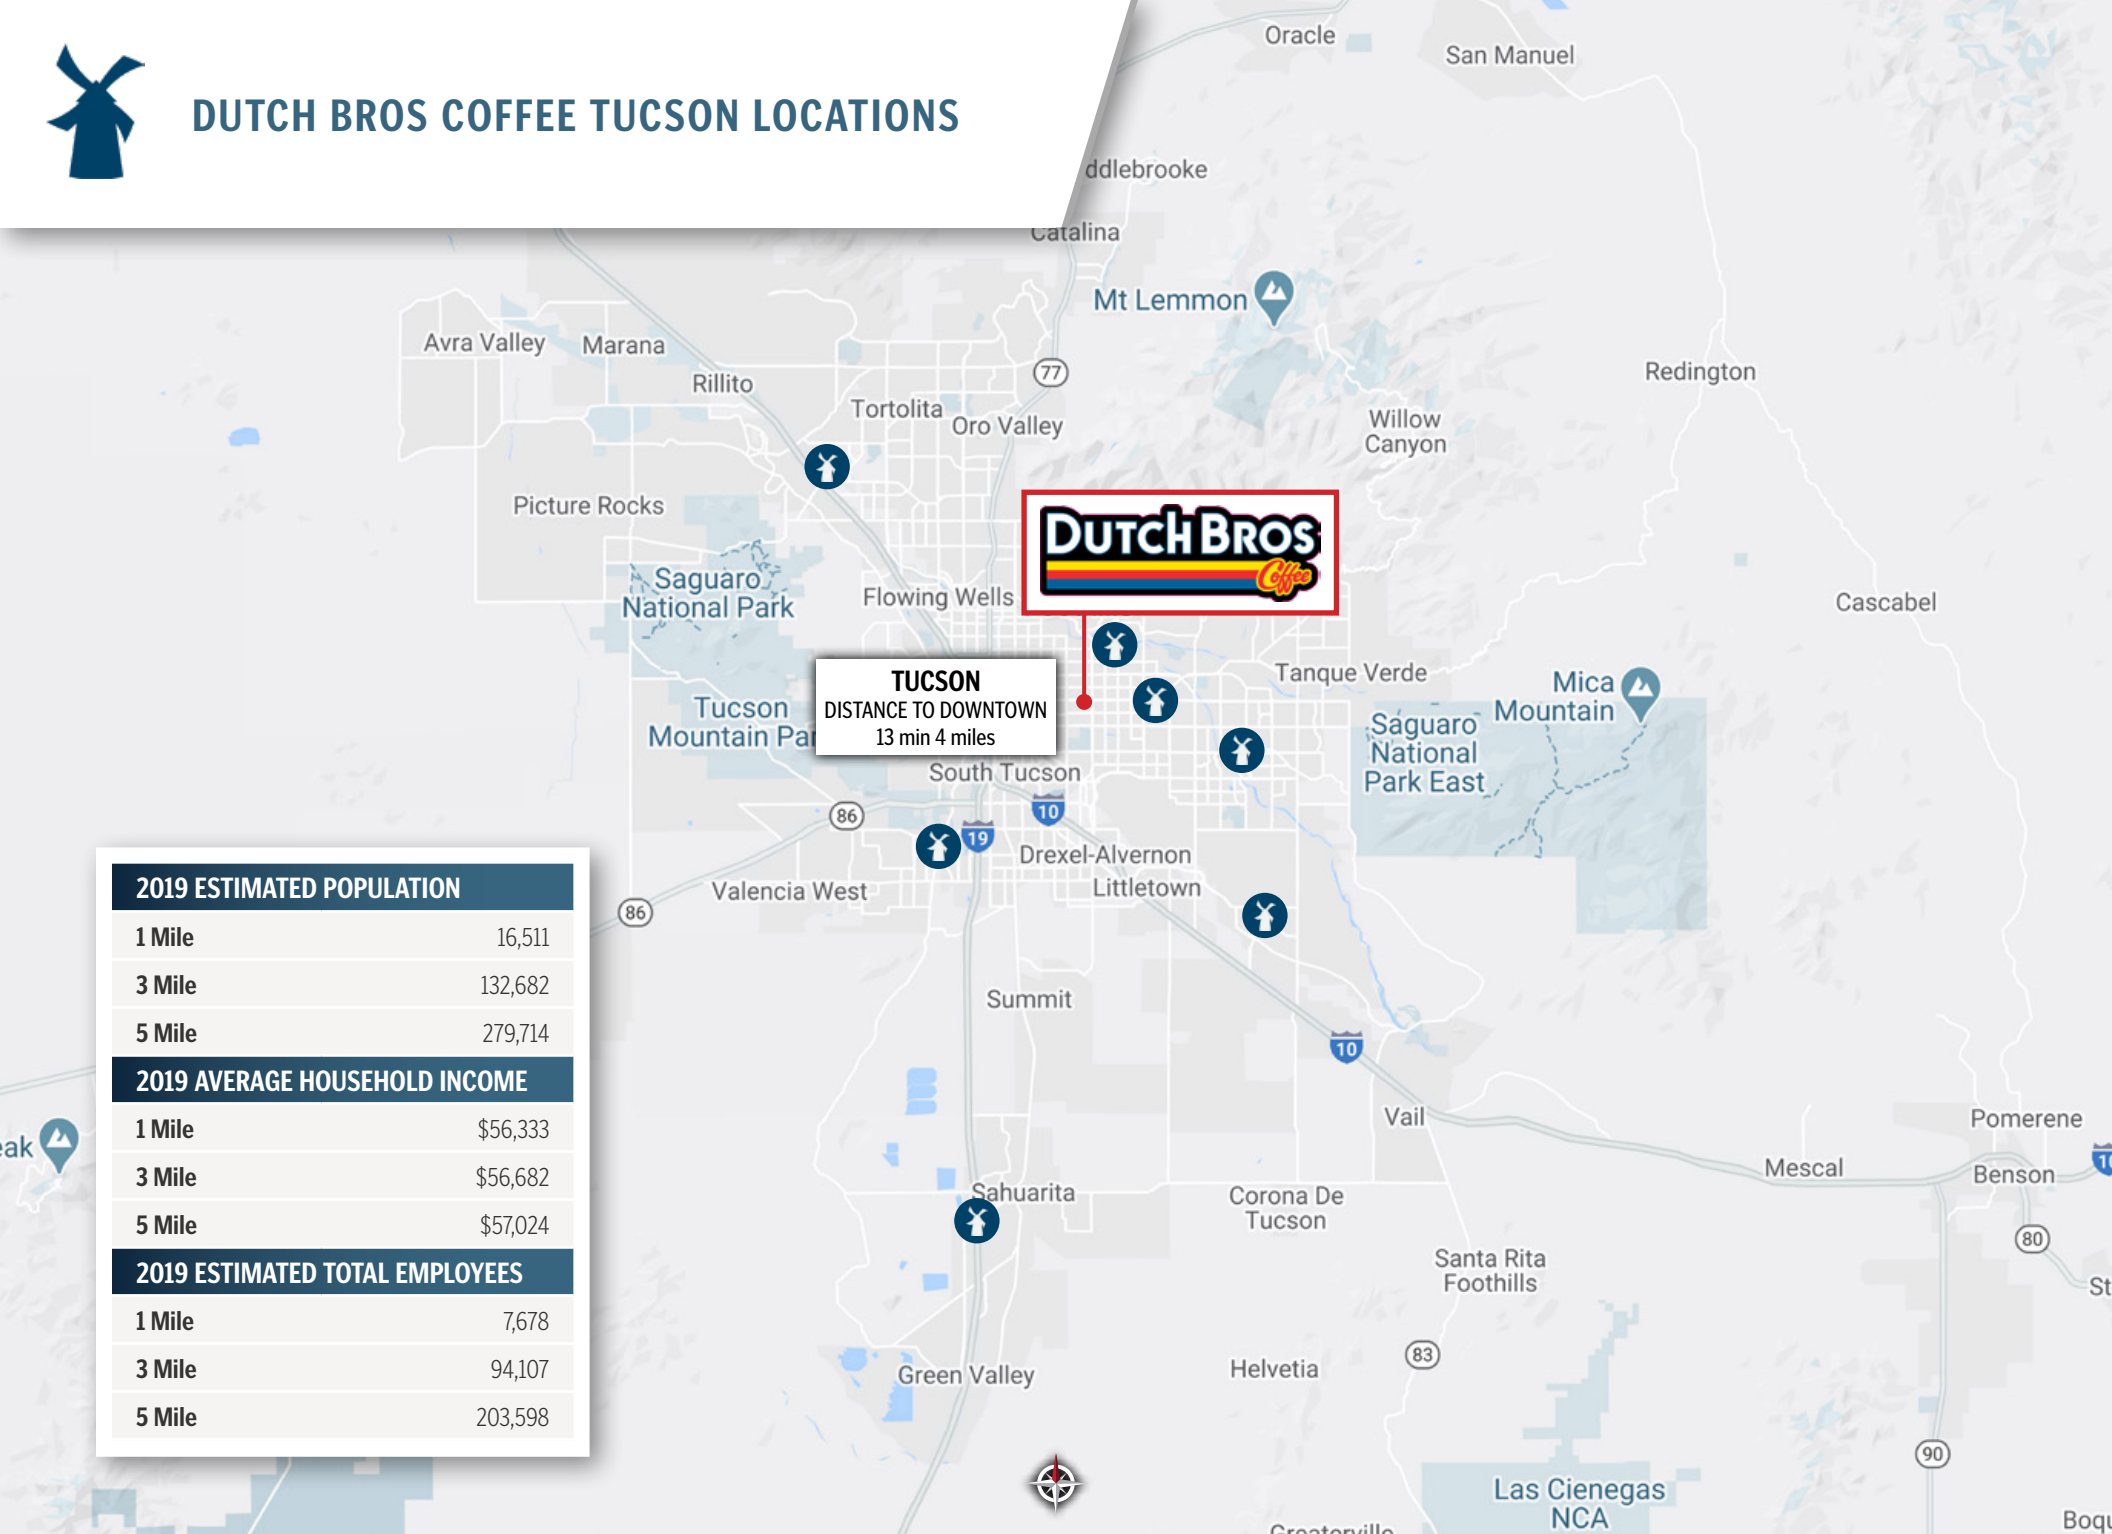 DUTCH BROS COFFEE TUCSON LOCATIONS
Oracle
San Manuel
ddlebrooke
Catalina
Mt Lemmon
Avra Valley
Marana
Rillito
77
Redington
Tortolita
Oro Valley
Willow
Canyon
Picture Rocks
DUTCH BROS
Coffee
Saguaro
National Park
Flowing Wells
Cascabel
TUCSON
DISTANCE TO DOWNTOWN
13 min 4 miles
Tanque Verde
Mica
Mountain
Tucson
Mountain Par
Saguaro
National
Park East
South Tucson
86
10
19
Drexel-Alvernon
Littletown
Valencia West
86
2019 ESTIMATED POPULATION
1 Mile 16,511
3 Mile 132,682
5 Mile 279,714
2019 AVERAGE HOUSEHOLD INCOME
1 Mile $56,333
3 Mile $56,682
5 Mile $57,024
2019 ESTIMATED TOTAL EMPLOYEES
1 Mile 7,678
3 Mile 94,107
5 Mile 203,598
Summit
10
Vail
Pomerene
eak
Mescal
Benson
10
Sahuarita
Corona De
Tucson
80
Santa Rita
Foothills
St
83
Green Valley
Helvetia
90
Las Cienegas
NCA
Greaterville
Boqu